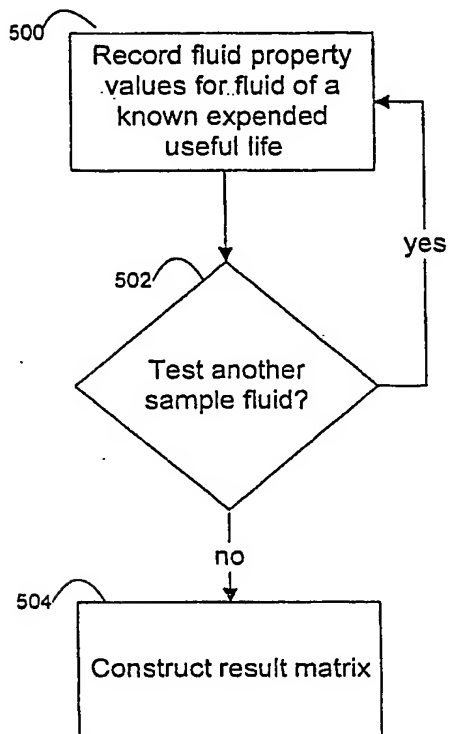 500
Record fluid property
values for fluid of a
known expended
useful life
yes
502
Test another
sample fluid?
no
504
Construct result matrix